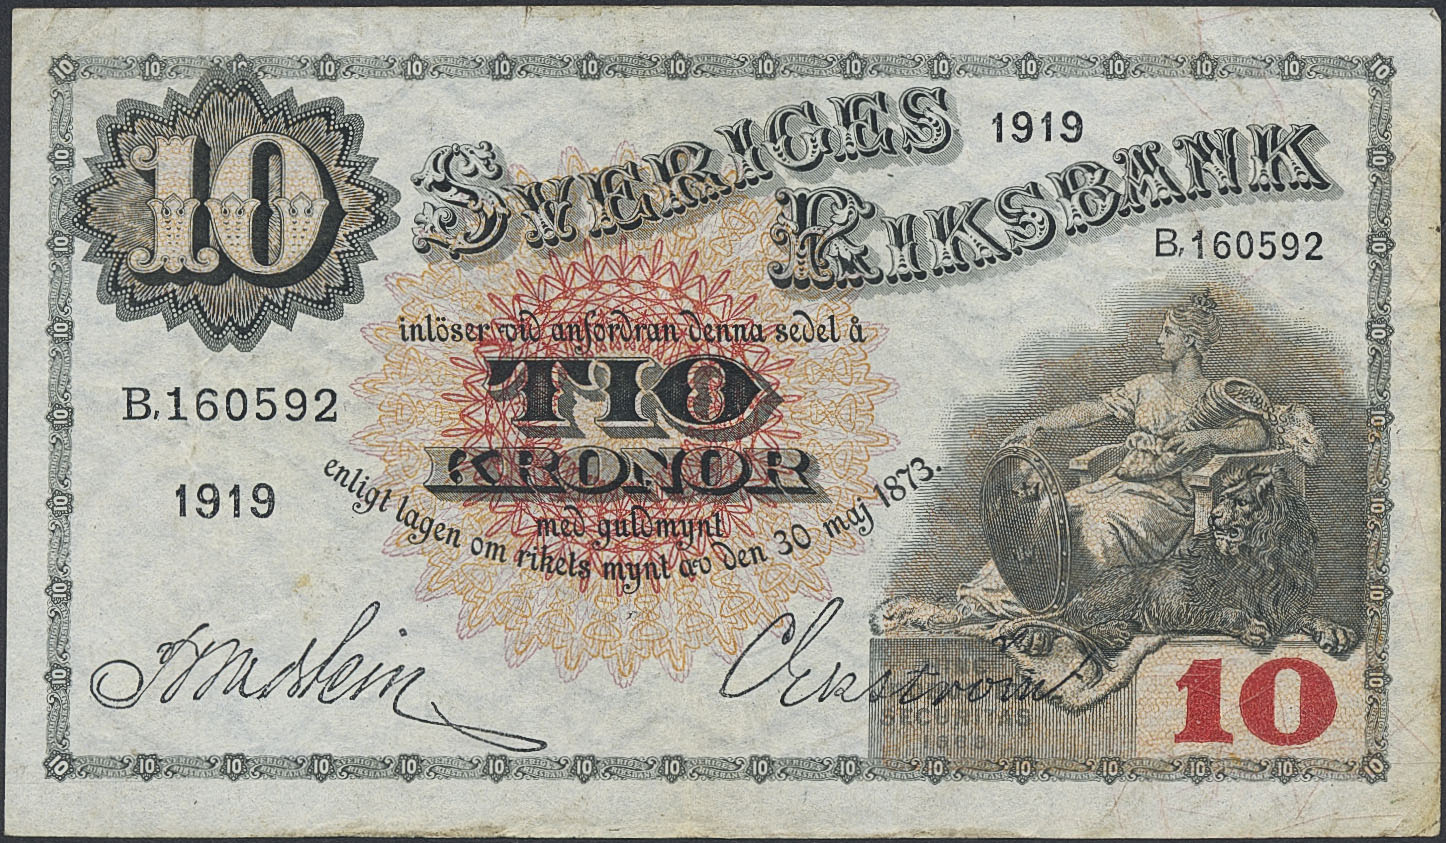 10
SVERIGES
RIKSBANK
1919
B,160592
inlöser vid anfordran denna sedel å
TIO
KRONOR
med guldmynt
enligt lagen om rikets mynt av den 30 maj 1873.
B,160592
1919
SECURITAS
10